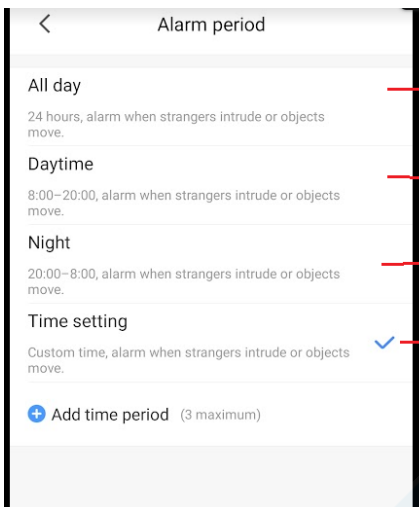 Alarm period
All day
24 hours, alarm when strangers intrude or objects
move.
Daytime
8:00–20:00, alarm when strangers intrude or objects
move.
Night
20:00–8:00, alarm when strangers intrude or objects
move.
Time setting
Custom time, alarm when strangers intrude or objects
move.
Add time period (3 maximum)